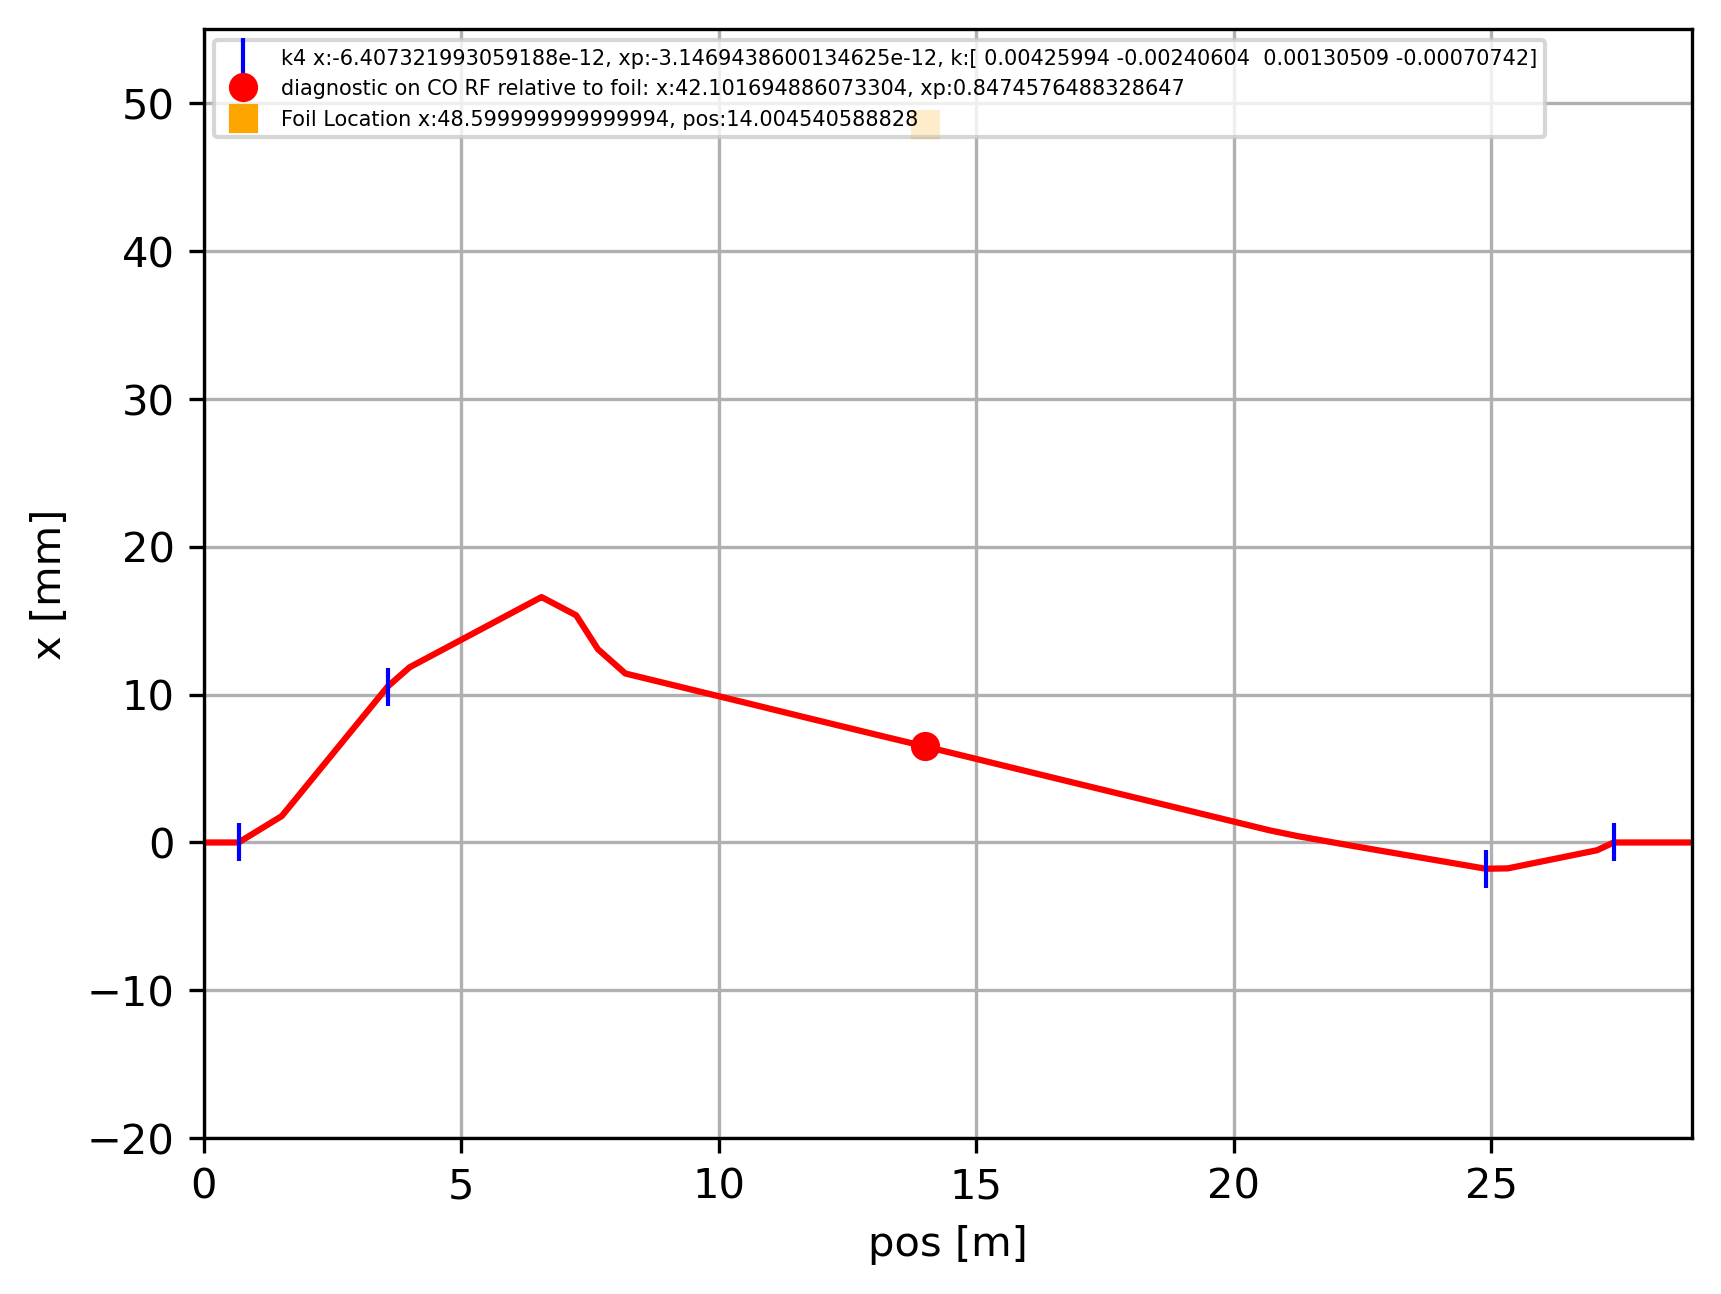 k4 x:-6.407321993059188e-12, xp:-3.1469438600134625e-12, k:[ 0.00425994 -0.00240604  0.00130509 -0.00070742]
diagnostic on CO RF relative to foil: x:42.101694886073304, xp:0.8474576488328647
Foil Location x:48.599999999999994, pos:14.004540588828
50
40
30
20
10
0
−10
−20
x [mm]
0 5 10 15 20 25
pos [m]